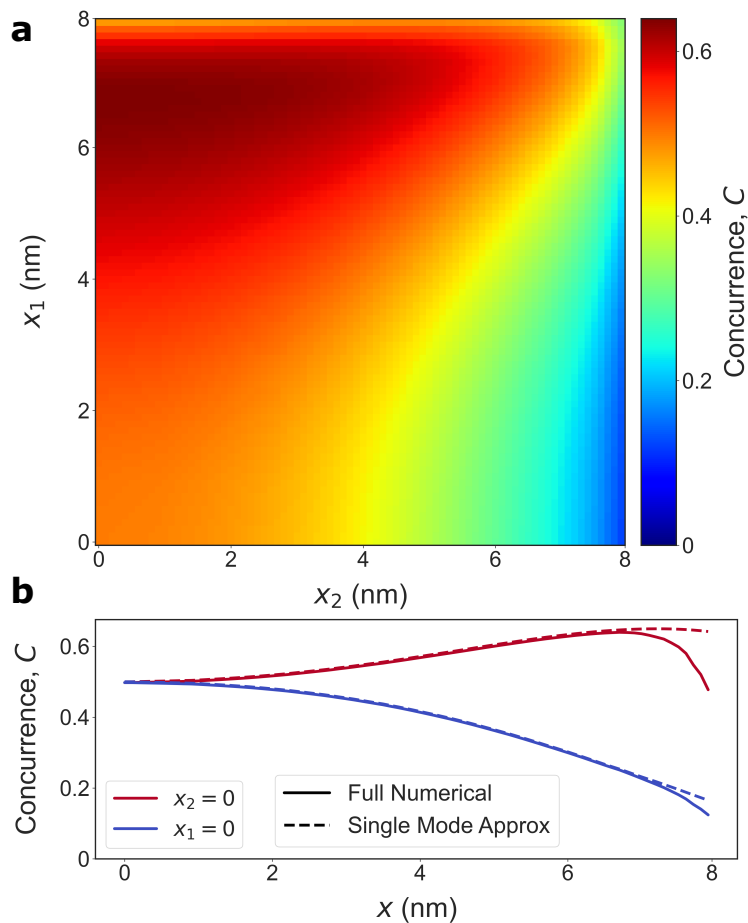 a
8
6
4
2
0
x₁ (nm)
0 2 4 6 8
x₂ (nm)
0.6
0.4
0.2
0
Concurrence, C
b
0.6
0.4
0.2
0
Concurrence, C
x₂ = 0
x₁ = 0
Full Numerical
Single Mode Approx
0 2 4 6 8
x (nm)